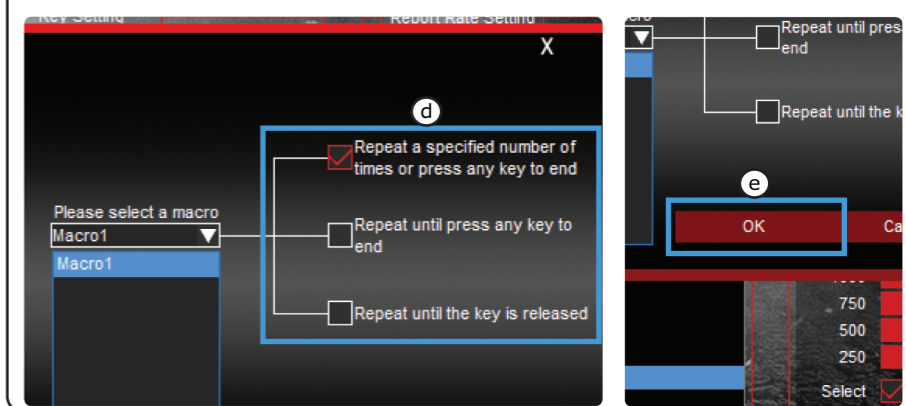 Key Setting
Report Rate Setting
X
d
Repeat a specified number of
times or press any key to end
Please select a macro
Macro1
Repeat until press any key to
end
Macro1
Repeat until the key is released
Repeat until pres
end
Repeat until the k
e
OK
Ca
750
500
250
Select